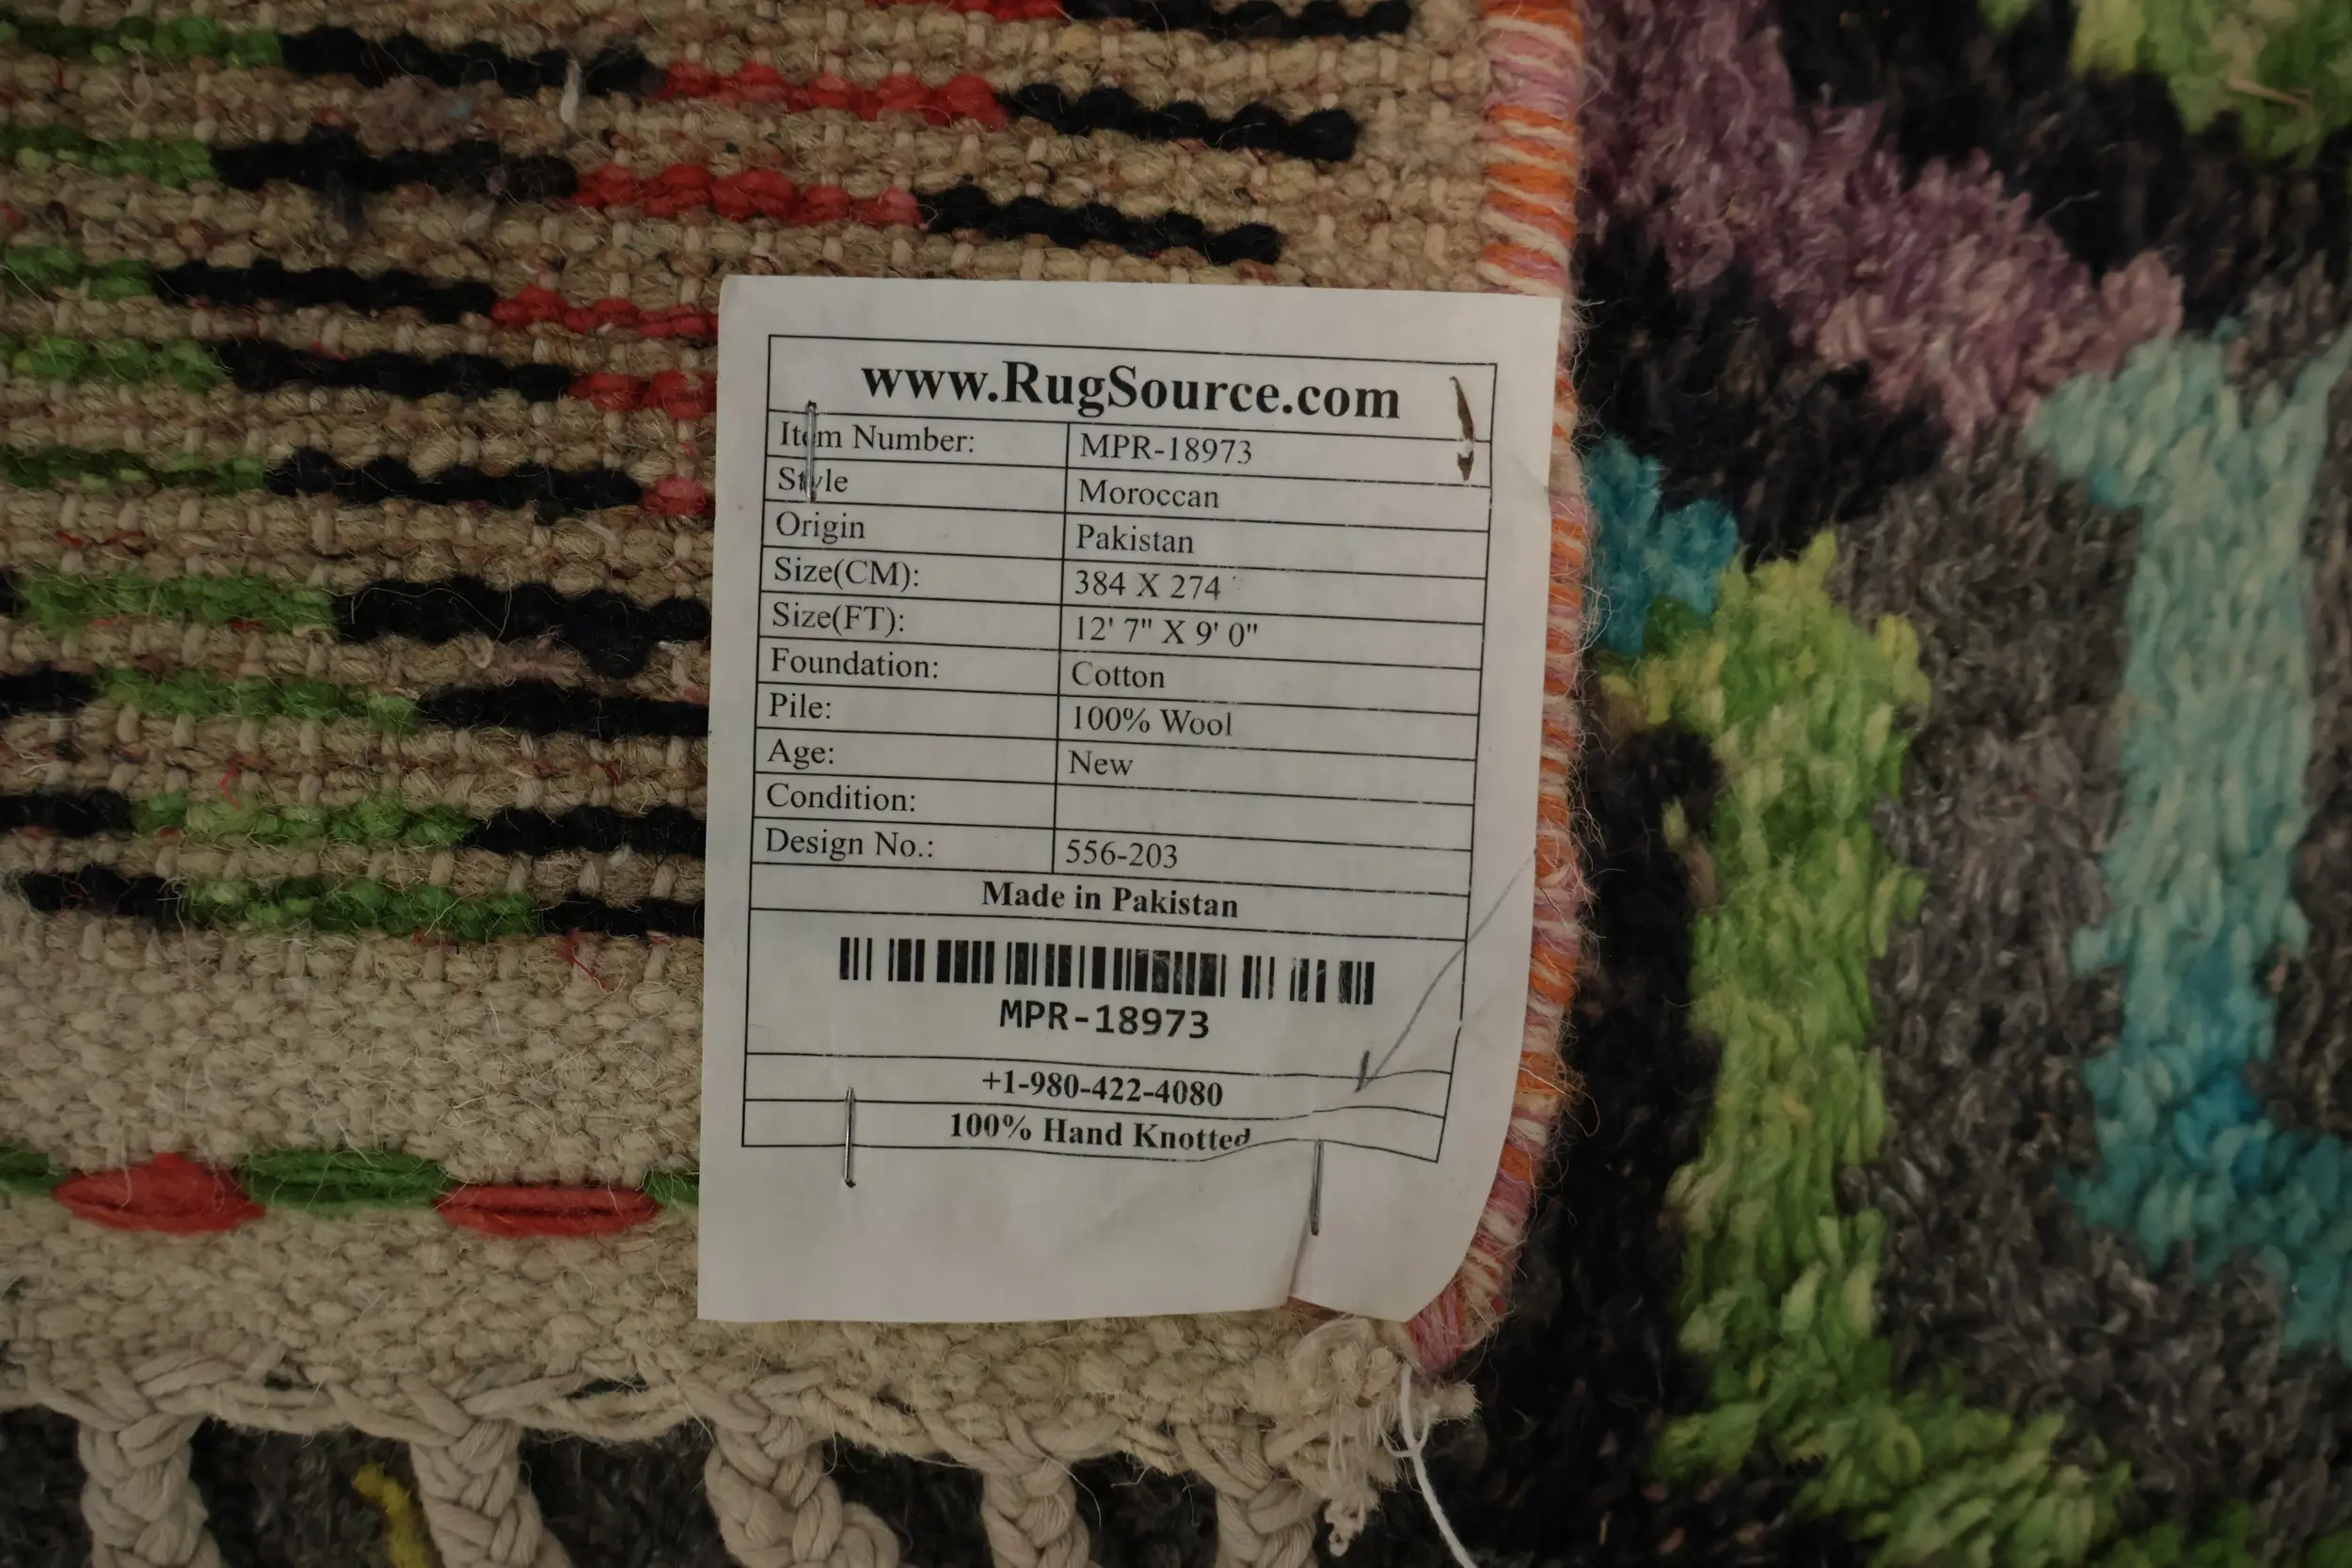 www.RugSource.com
Item Number: MPR-18973
Style Moroccan
Origin Pakistan
Size(CM): 384 X 274
Size(FT): 12' 7" X 9' 0"
Foundation: Cotton
Pile: 100% Wool
Age: New
Condition:
Design No.: 556-203
Made in Pakistan
MPR-18973
+1-980-422-4080
100% Hand Knotted